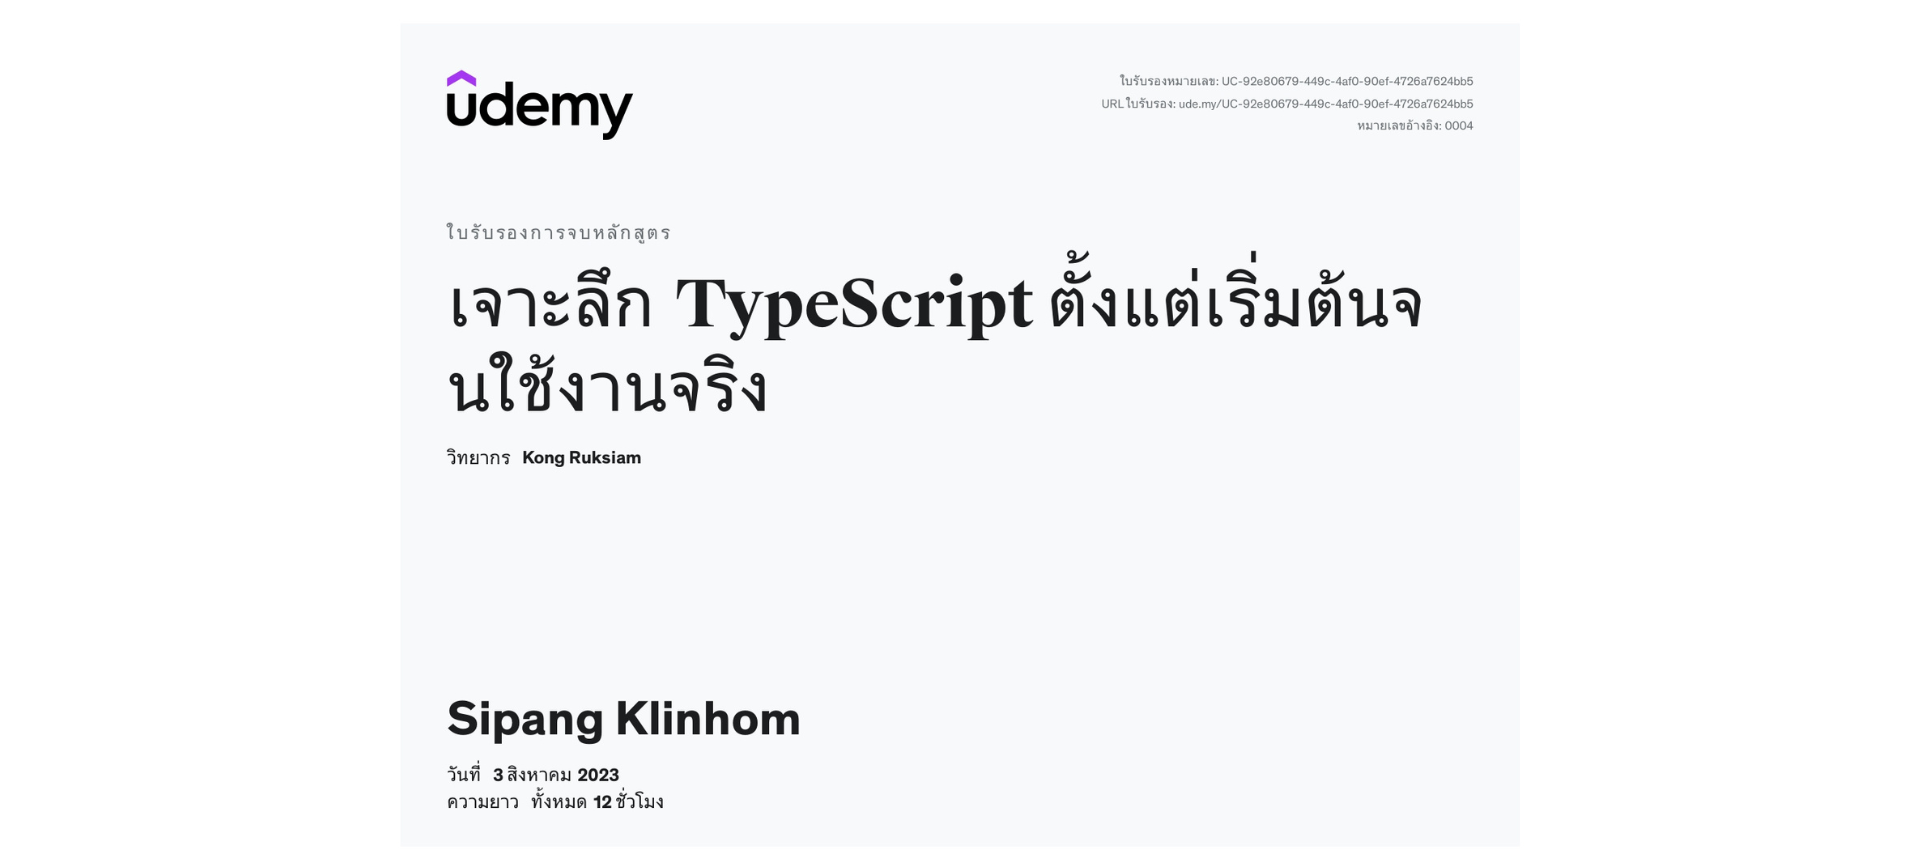 udemy
ใบรับรองหมายเลข: UC-92e80679-449c-4af0-90ef-4726a7624bb5
URLใบรับรอง: ude.my/UC-92e80679-449c-4af0-90ef-4726a7624bb5
หมายเลขอ้างอิง: 0004
ใบรับรองการจบหลักสูตร
เจาะลึก TypeScript ตั้งแต่เริ่มต้นจ
นใช้งานจริง
วิทยากร Kong Ruksiam
Sipang Klinhom
วันที่ 3 สิงหาคม 2023
ความยาว ทั้งหมด 12 ชั่วโมง